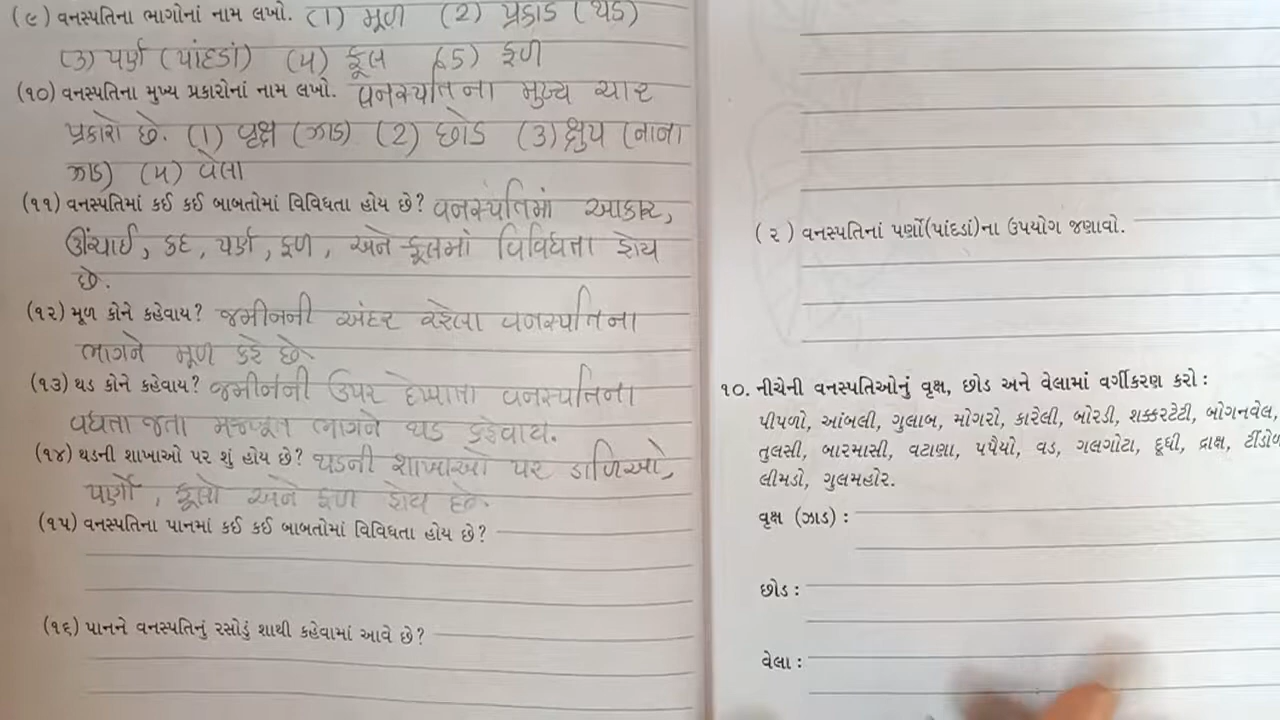 (૯) વનસ્પતિના ભાગોનાં નામ લખો. (1) મૂળ (2) પ્રકાંડ (થડ)
(૩) પર્ણ (પાંદડાં) (૫) ફૂલ (5) ફળ
(૧૦) વનસ્પતિના મુખ્ય પ્રકારોનાં નામ લખો. વનસ્પતિના મુખ્ય ચાર
પ્રકારો છે. (1) વૃક્ષ (ઝાડ) (2) છોડ (૩) ક્ષુપ (નાના
ઝાડ) (૫) વેલા
(૧૧) વનસ્પતિમાં કઈ કઈ બાબતોમાં વિવિધતા હોય છે? વનસ્પતિમાં આકાર,
ઊંચાઈ, કદ, પર્ણ, ફળ, અને ફૂલમાં વિવિધતા હોય
છે.
(૧૨) મૂળ કોને કહેવાય? જમીનની અંદર રહેલા વનસ્પતિના
ભાગને મૂળ કહે છે.
(૧૩) થડ કોને કહેવાય? જમીનની ઉપર દેખાતા વનસ્પતિના
વધતા જતા મજબૂત ભાગને થડ કહેવાય.
(૧૪) થડની શાખાઓ પર શું હોય છે? થડની શાખાઓ પર ડાળિઓ,
પર્ણો, ફૂલો અને ફળ હોય છે.
(૧૫) વનસ્પતિના પાનમાં કઈ કઈ બાબતોમાં વિવિધતા હોય છે?
(૧૬) પાનને વનસ્પતિનું રસોડું શાથી કહેવામાં આવે છે?
(૨) વનસ્પતિનાં પર્ણો(પાંદડાં)ના ઉપયોગ જણાવો.
૧૦. નીચેની વનસ્પતિઓનું વૃક્ષ, છોડ અને વેલામાં વર્ગીકરણ કરો :
પીપળો, આંબલી, ગુલાબ, મોગરો, કારેલી, બોરડી, શક્કરટેટી, બોગનવેલ,
તુલસી, બારમાસી, વટાણા, પપૈયો, વડ, ગલગોટા, દૂધી, દ્રાક્ષ,
લીમડો, ગુલમહોર.
વૃક્ષ (ઝાડ) :
છોડ :
વેલા :